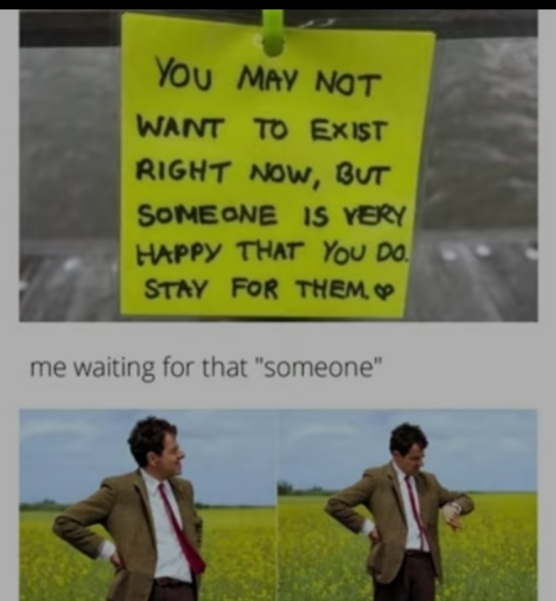 YOU MAY NOT
WANT TO EXIST
RIGHT NOW, BUT
SOMEONE IS VERY
HAPPY THAT YOU DO.
STAY FOR THEM
me waiting for that "someone"